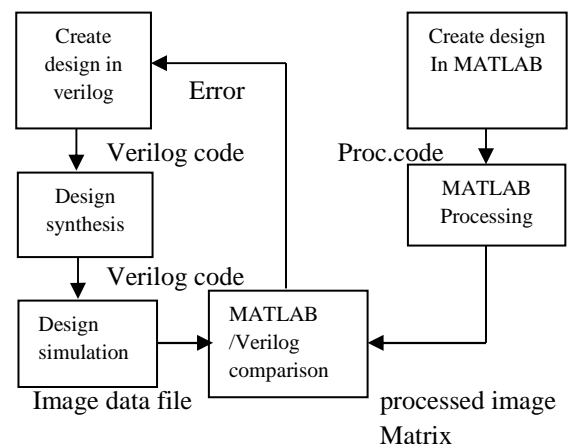 Create
design in
verilog
Create design
In MATLAB
Error
Verilog code
Proc.code
Design
synthesis
MATLAB
Processing
Verilog code
Design
simulation
MATLAB
/Verilog
comparison
Image data file
processed image
Matrix